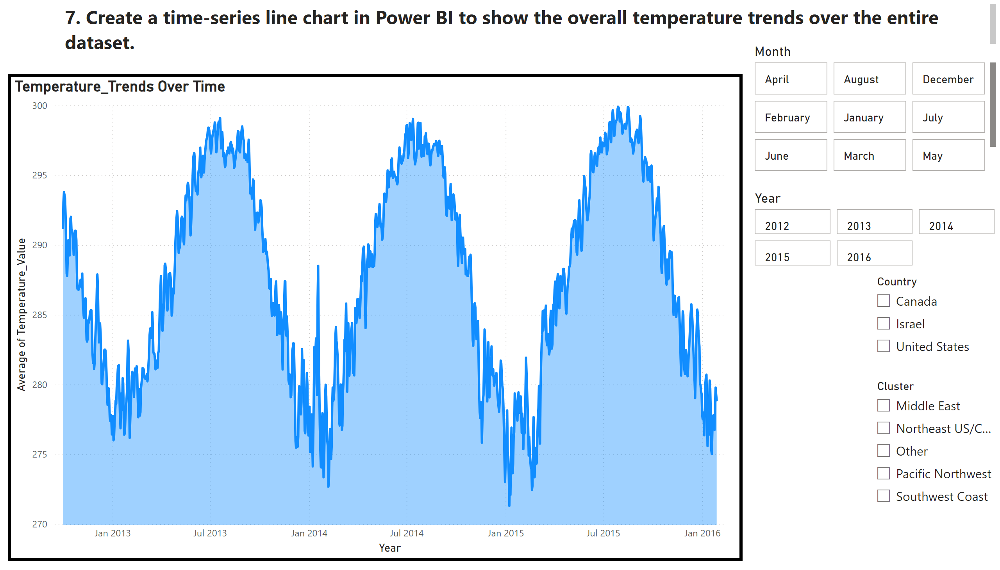 7. Create a time-series line chart in Power BI to show the overall temperature trends over the entire
dataset.
Temperature_Trends Over Time
Average of Temperature_Value
300
295
290
285
280
275
270
Jan 2013 Jul 2013 Jan 2014 Jul 2014 Jan 2015 Jul 2015 Jan 2016
Year
Month
April August December
February January July
June March May
Year
2012 2013 2014
2015 2016
Country
Canada
Israel
United States
Cluster
Middle East
Northeast US/C...
Other
Pacific Northwest
Southwest Coast